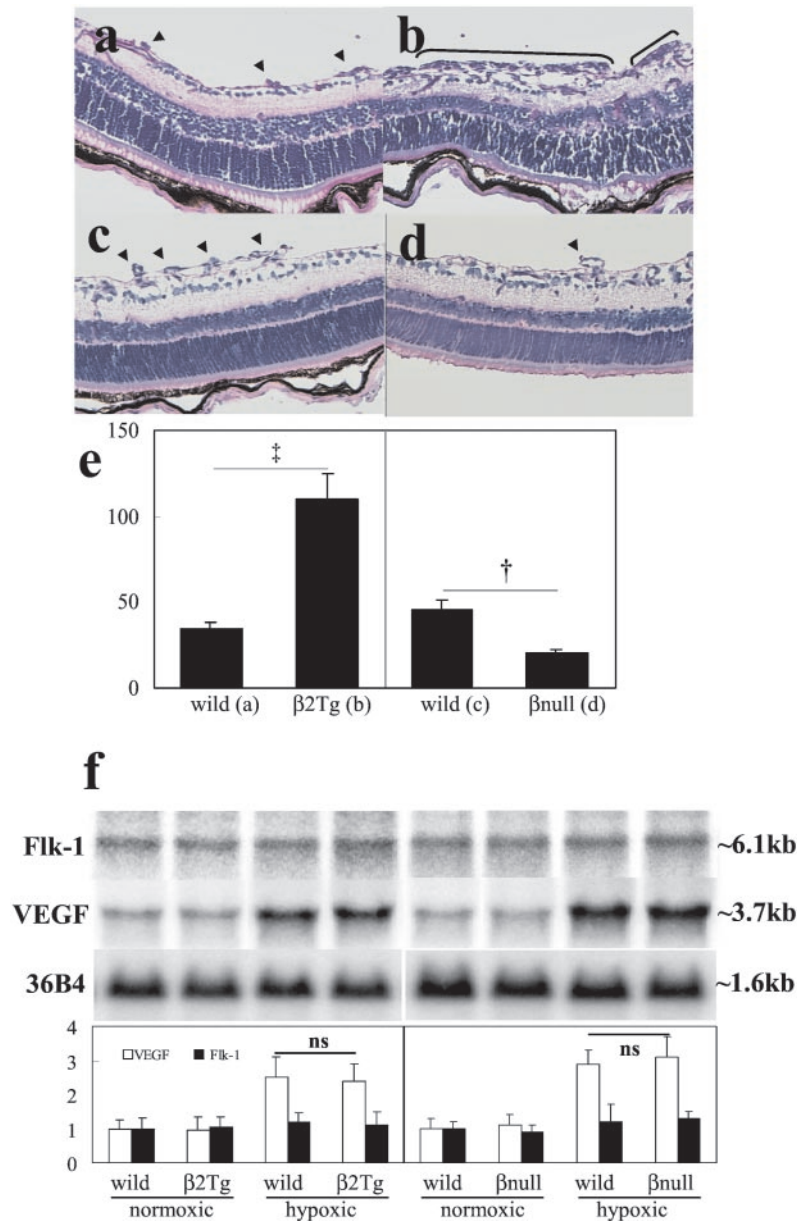 a
b
c
d
e
150
100
50
0
‡
†
wild (a) β2Tg (b) wild (c) βnull (d)
f
Flk-1 ~6.1kb
VEGF ~3.7kb
36B4 ~1.6kb
4
3
2
1
0
VEGF Flk-1
ns
ns
wild β2Tg wild β2Tg wild βnull wild βnull
normoxic hypoxic normoxic hypoxic